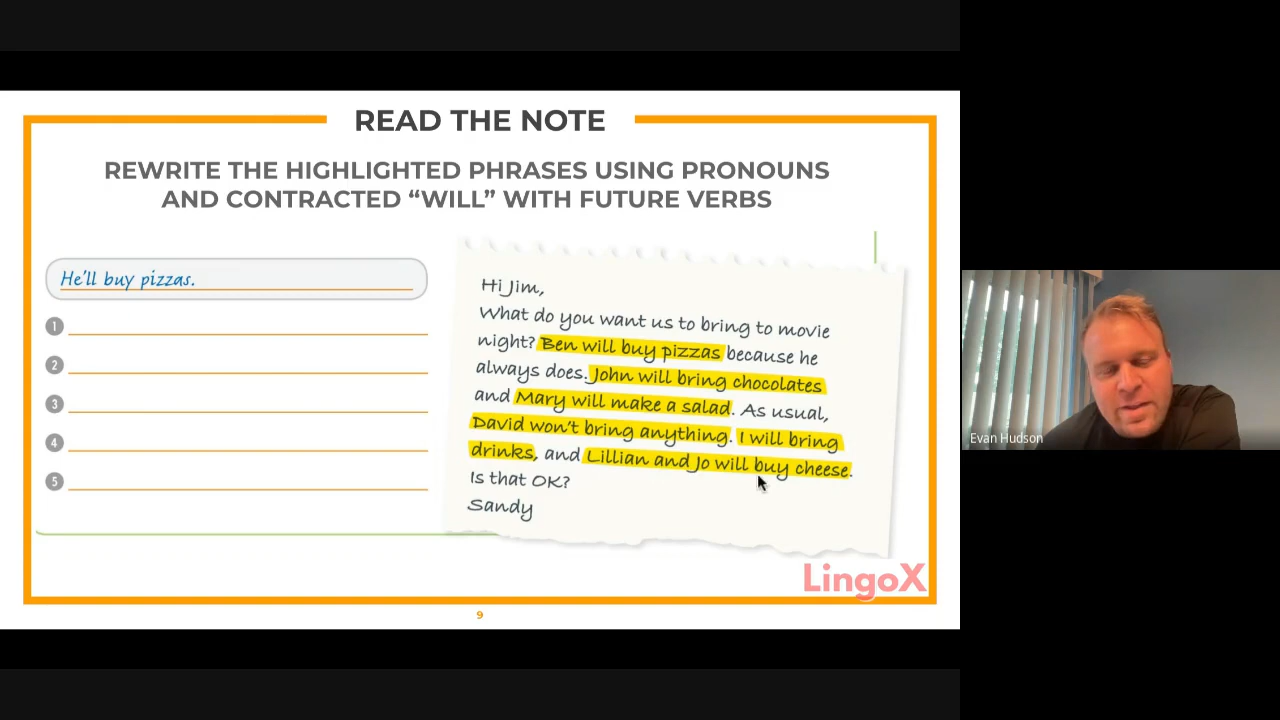 READ THE NOTE
REWRITE THE HIGHLIGHTED PHRASES USING PRONOUNS
AND CONTRACTED “WILL” WITH FUTURE VERBS
He'll buy pizzas.
1
2
3
4
5
Hi Jim,
What do you want us to bring to movie
night? Ben will buy pizzas because he
always does. John will bring chocolates
and Mary will make a salad. As usual,
David won't bring anything. I will bring
drinks, and Lillian and Jo will buy cheese.
Is that OK?
Sandy
LingoX
9
Evan Hudson